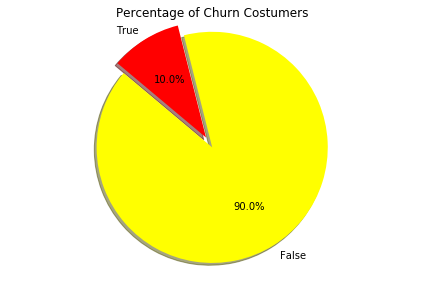 Percentage of Churn Costumers
True
10.0%
90.0%
False